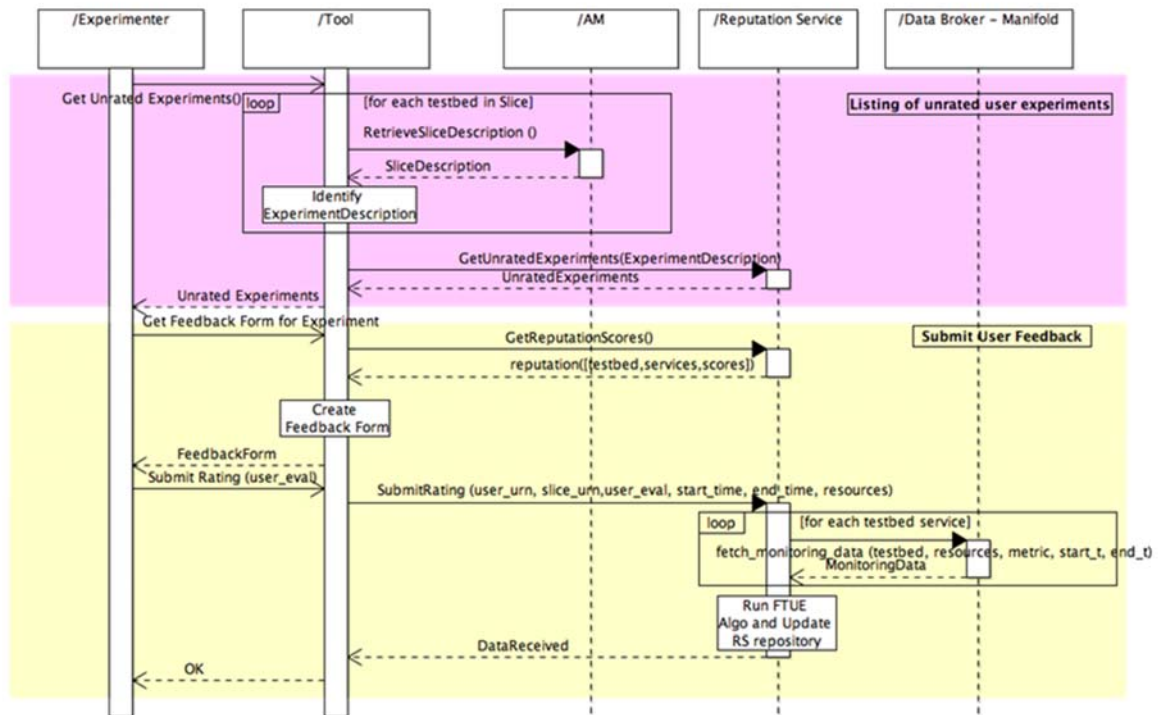 /Experimenter
/Tool
/AM
/Reputation Service
/Data Broker - Manifold
Get Unrated Experiments()
loop
[for each testbed in Slice]
Listing of unrated user experiments
RetrieveSliceDescription ()
SliceDescription
Identify
ExperimentDescription
GetUnratedExperiments(ExperimentDescription)
UnratedExperiments
Unrated Experiments
Get Feedback Form for Experiment
Submit User Feedback
GetReputationScores()
reputation([testbed,services,scores])
Create
Feedback Form
FeedbackForm
Submit Rating (user_eval)
SubmitRating (user_urn, slice_urn,user_eval, start_time, end_time, resources)
loop
[for each testbed service]
fetch_monitoring_data (testbed, resources, metric, start_t, end_t)
MonitoringData
Run FTUE
Algo and Update
RS repository
DataReceived
OK